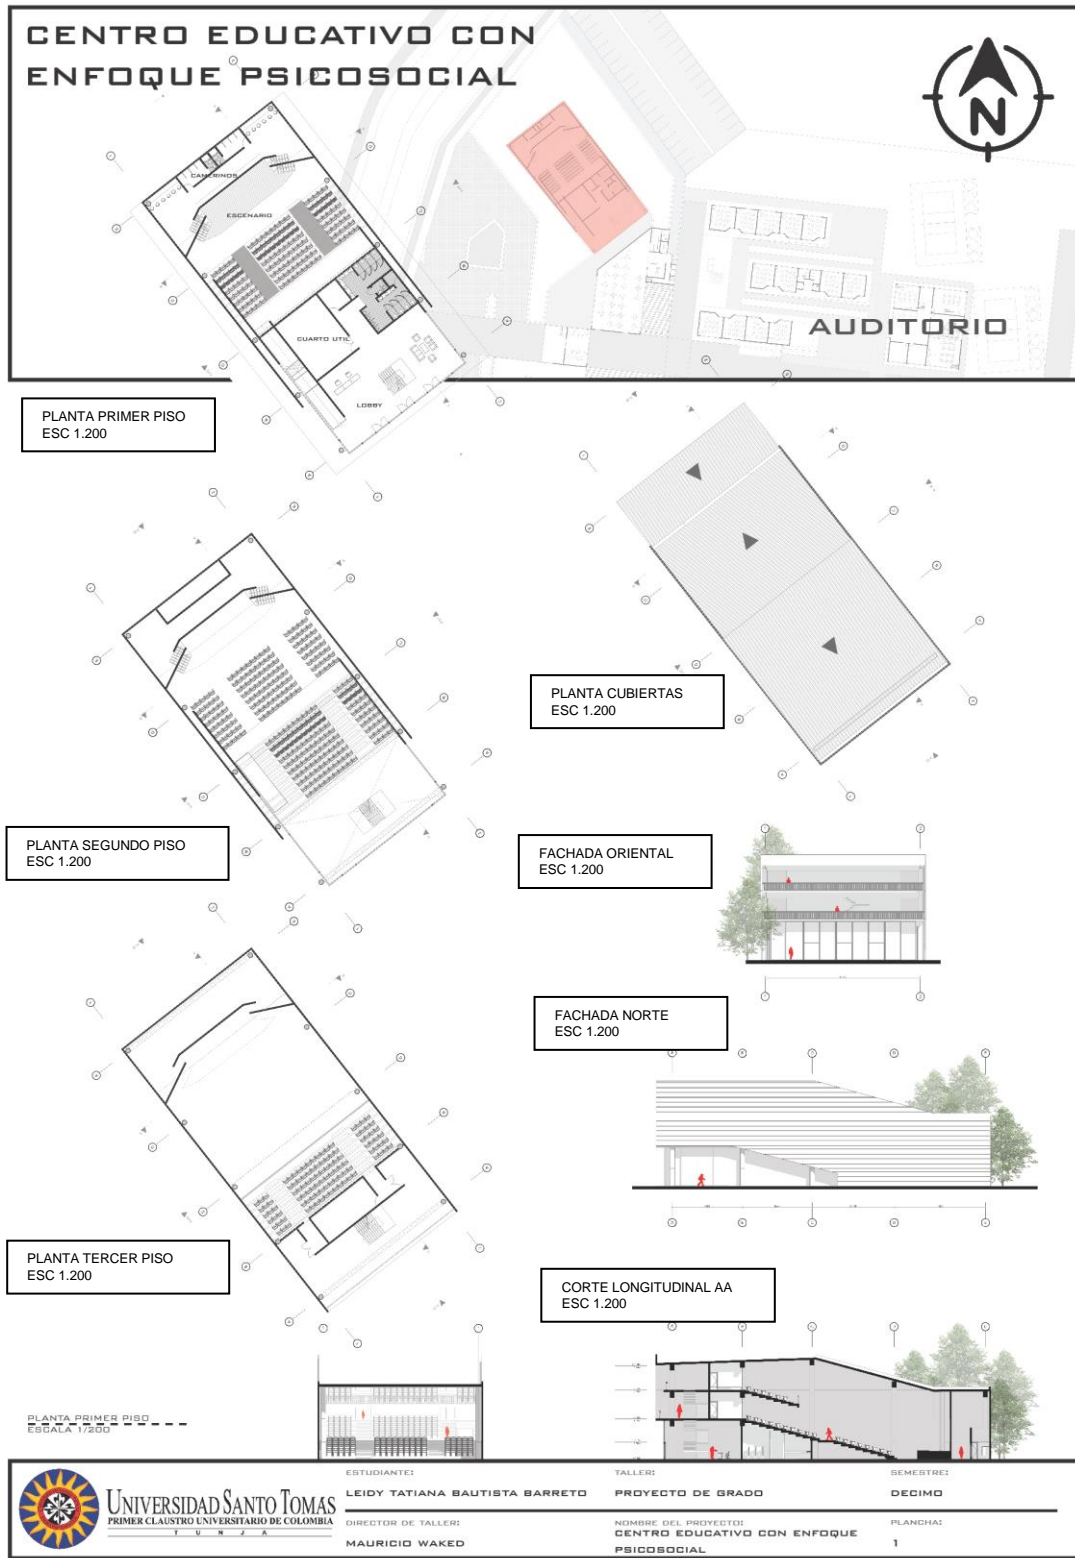 CENTRO EDUCATIVO CON
ENFOQUE PSICOSOCIAL
N
CAMERINOS
ESCENARIO
CUARTO UTIL
LOBBY
AUDITORIO
PLANTA PRIMER PISO
ESC 1.200
PLANTA CUBIERTAS
ESC 1.200
PLANTA SEGUNDO PISO
ESC 1.200
FACHADA ORIENTAL
ESC 1.200
FACHADA NORTE
ESC 1.200
PLANTA TERCER PISO
ESC 1.200
CORTE LONGITUDINAL AA
ESC 1.200
PLANTA PRIMER PISO
ESCALA 1/200
UNIVERSIDAD SANTO TOMAS
PRIMER CLAUSTRO UNIVERSITARIO DE COLOMBIA
T U N J A
ESTUDIANTE:
LEIDY TATIANA BAUTISTA BARRETO
DIRECTOR DE TALLER:
MAURICIO WAKED
TALLER:
PROYECTO DE GRADO
NOMBRE DEL PROYECTO:
CENTRO EDUCATIVO CON ENFOQUE
PSICOSOCIAL
SEMESTRE:
DECIMO
PLANCHA:
1